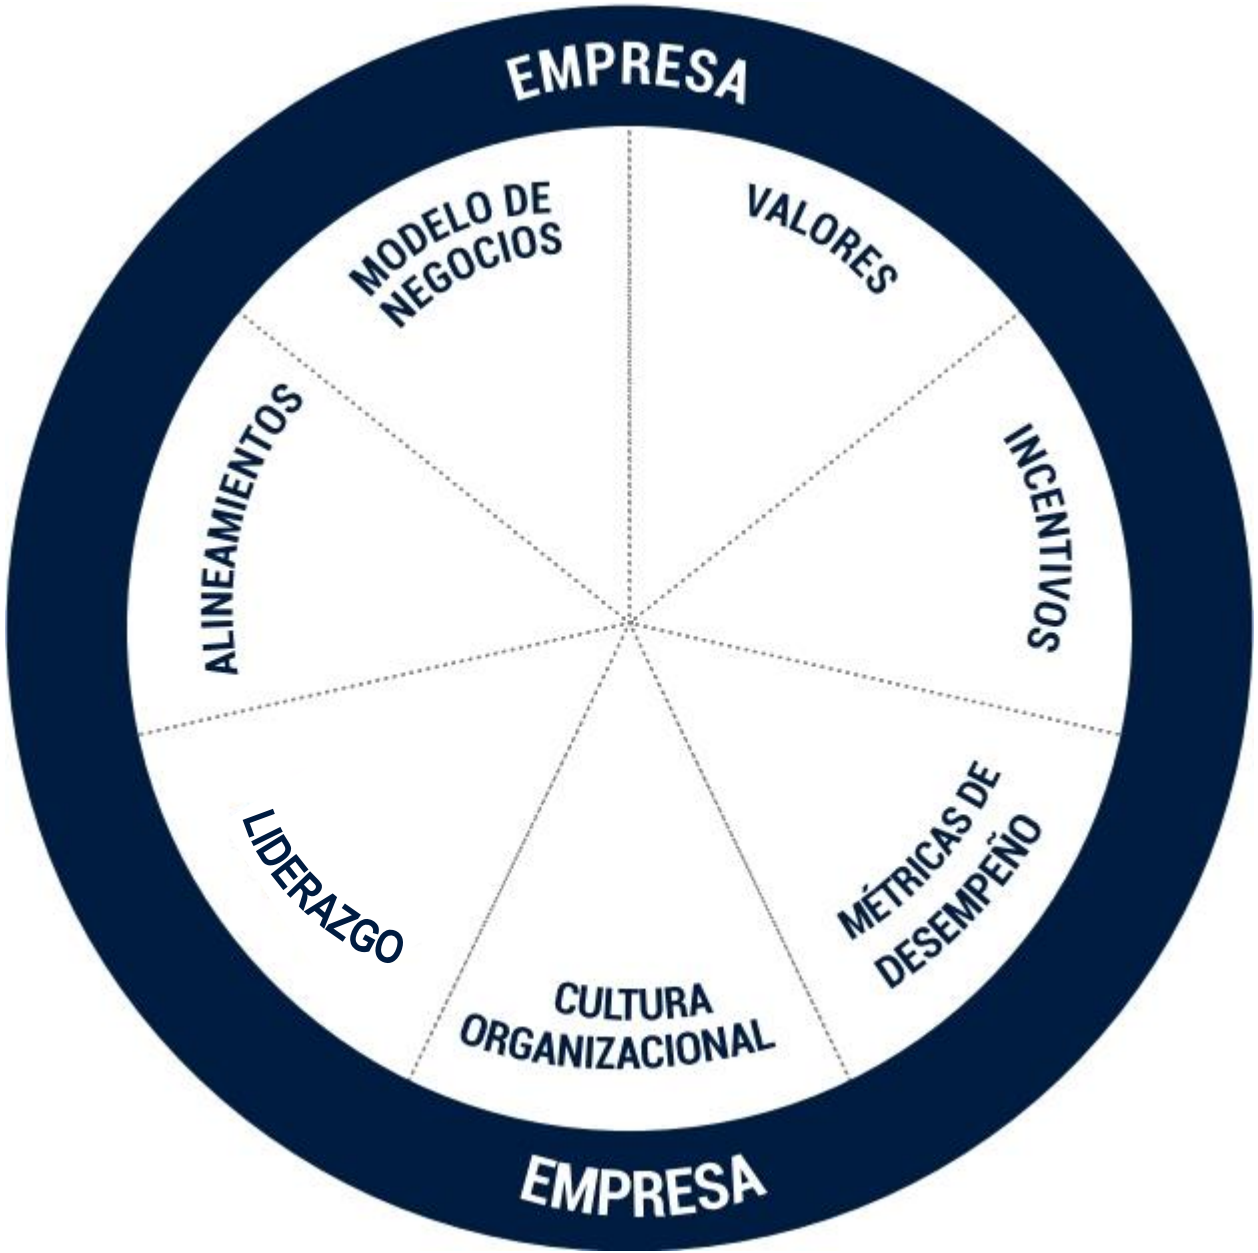 EMPRESA
MODELO DE
NEGOCIOS
VALORES
ALINEAMIENTOS
INCENTIVOS
LIDERAZGO
MÉTRICAS DE
DESEMPEÑO
CULTURA
ORGANIZACIONAL
EMPRESA